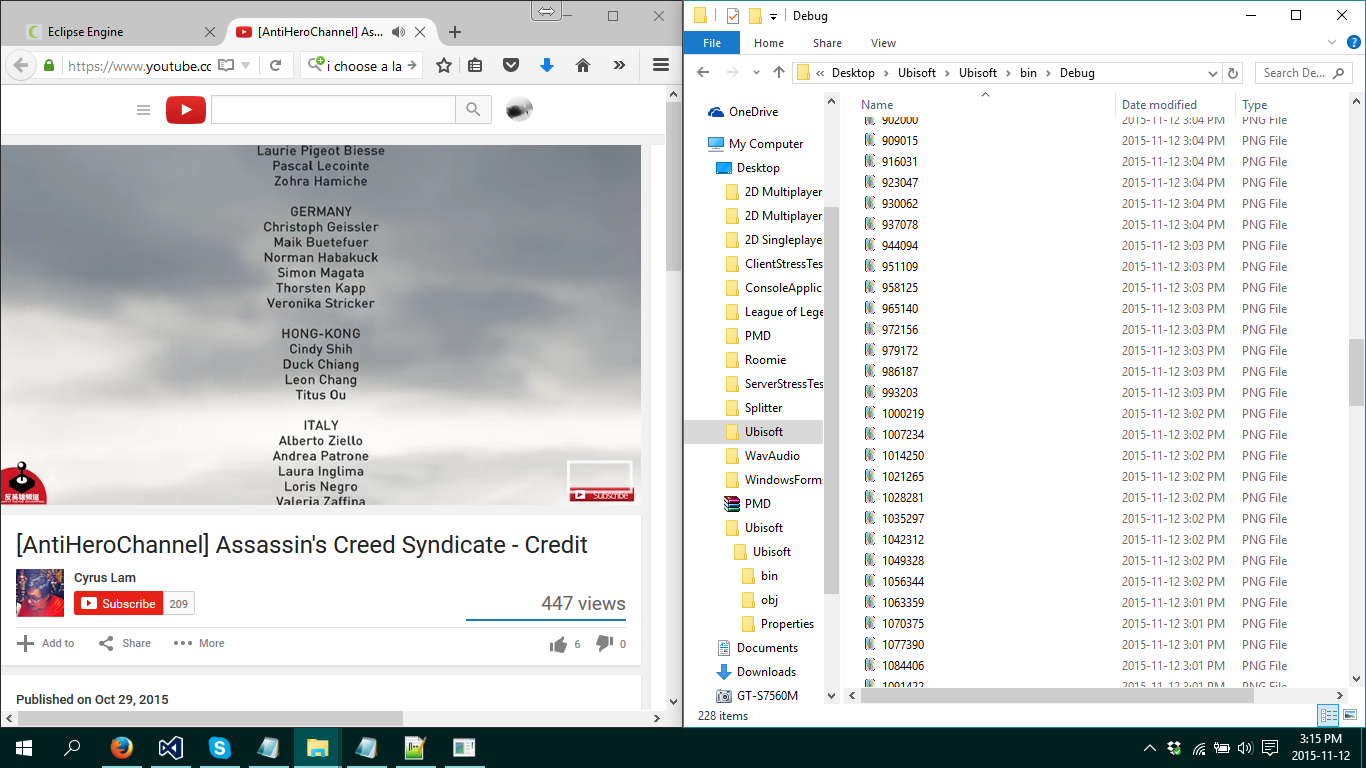 Eclipse Engine
[AntiHeroChannel] As...
https://www.youtube.co
i choose a la
Laurie Pigeot Biesse
Pascal Lecointe
Zohra Hamiche
GERMANY
Christoph Geissler
Maik Buetefuer
Norman Habakuck
Simon Magata
Thorsten Kapp
Veronika Stricker
HONG-KONG
Cindy Shih
Duck Chiang
Leon Chang
Titus Ou
ITALY
Alberto Ziello
Andrea Patrone
Laura Inglima
Loris Negro
Valeria Zaffina
反英雄頻道
Subscribe
[AntiHeroChannel] Assassin's Creed Syndicate - Credit
Cyrus Lam
Subscribe 209
447 views
Add to Share More 6 0
Published on Oct 29, 2015
Debug
File Home Share View
« Desktop > Ubisoft > Ubisoft > bin > Debug
Search De...
OneDrive
My Computer
Desktop
2D Multiplayer
2D Multiplayer
2D Singleplaye
ClientStressTes
ConsoleApplic
League of Lege
PMD
Roomie
ServerStressTes
Splitter
Ubisoft
WavAudio
WindowsForm
PMD
Ubisoft
Ubisoft
bin
obj
Properties
Documents
Downloads
GT-S7560M
Name Date modified Type
902000 2015-11-12 3:04 PM PNG File
909015 2015-11-12 3:04 PM PNG File
916031 2015-11-12 3:04 PM PNG File
923047 2015-11-12 3:04 PM PNG File
930062 2015-11-12 3:04 PM PNG File
937078 2015-11-12 3:04 PM PNG File
944094 2015-11-12 3:03 PM PNG File
951109 2015-11-12 3:03 PM PNG File
958125 2015-11-12 3:03 PM PNG File
965140 2015-11-12 3:03 PM PNG File
972156 2015-11-12 3:03 PM PNG File
979172 2015-11-12 3:03 PM PNG File
986187 2015-11-12 3:03 PM PNG File
993203 2015-11-12 3:03 PM PNG File
1000219 2015-11-12 3:02 PM PNG File
1007234 2015-11-12 3:02 PM PNG File
1014250 2015-11-12 3:02 PM PNG File
1021265 2015-11-12 3:02 PM PNG File
1028281 2015-11-12 3:02 PM PNG File
1035297 2015-11-12 3:02 PM PNG File
1042312 2015-11-12 3:02 PM PNG File
1049328 2015-11-12 3:02 PM PNG File
1056344 2015-11-12 3:02 PM PNG File
1063359 2015-11-12 3:01 PM PNG File
1070375 2015-11-12 3:01 PM PNG File
1077390 2015-11-12 3:01 PM PNG File
1084406 2015-11-12 3:01 PM PNG File
1091422 2015-11-12 3:01 PM PNG File
228 items
3:15 PM
2015-11-12